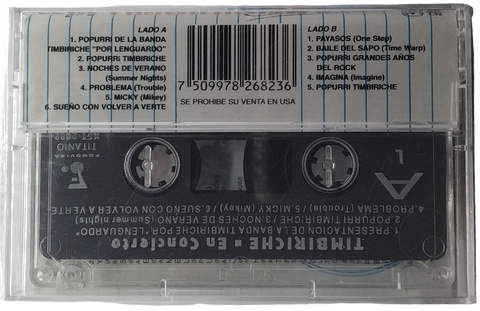 LADO A
1. POPURRI DE LA BANDA
TIMBIRICHE "POR LENGUARDO"
2. POPURRI TIMBIRICHE
3. NOCHES DE VERANO
(Summer Nights)
4. PROBLEMA (Trouble)
5. MICKY (Mikey)
6. SUEÑO CON VOLVER A VERTE
7 509978 268236
SE PROHIBE SU VENTA EN USA
LADO B
1. PAYASOS (One Step)
2. BAILE DEL SAPO (Time Warp)
3. POPURRI GRANDES AÑOS
DEL ROCK
4. IMAGINA (Imagine)
5. POPURRI TIMBIRICHE
A
TIMBIRICHE En Concierto
1.PRESENTACION DE LA BANDA TIMBIRICHE POR "LENGUARDO"
2.POPURRI TIMBIRICHE /3.NOCHES DE VERANO (Summer nights)
4.PROBLEMA (Trouble) /5.MICKY (Mikey) /6.SUEÑO CON VOLVER A VERTE
FONOVISA
TITANIO